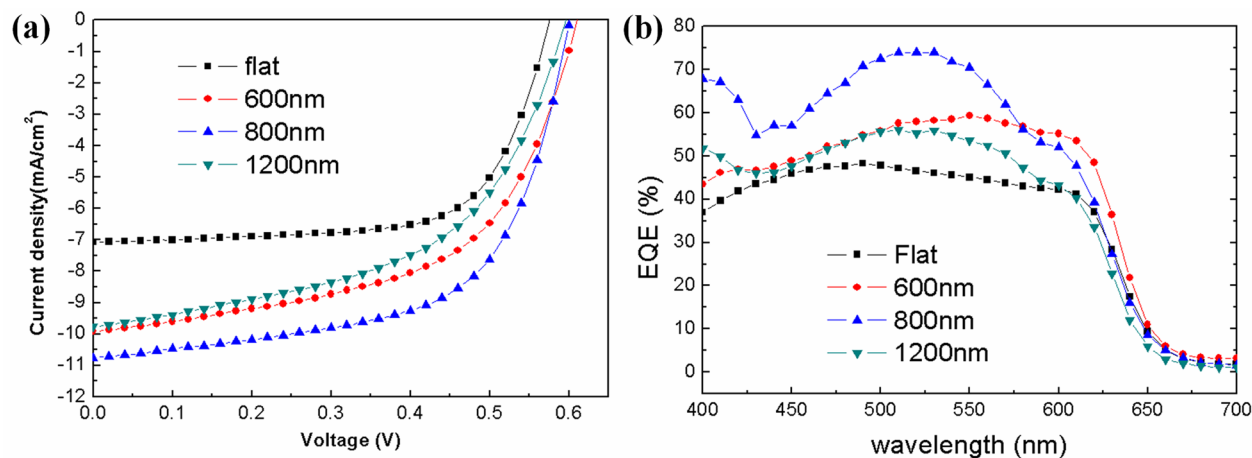 (a)
0
-1
-2
-3
-4
-5
-6
-7
-8
-9
-10
-11
-12
Current density(mA/cm²)
flat
600nm
800nm
1200nm
0.0 0.1 0.2 0.3 0.4 0.5 0.6
Voltage (V)
(b)
80
70
60
50
40
30
20
10
0
EQE (%)
Flat
600nm
800nm
1200nm
400 450 500 550 600 650 700
wavelength (nm)